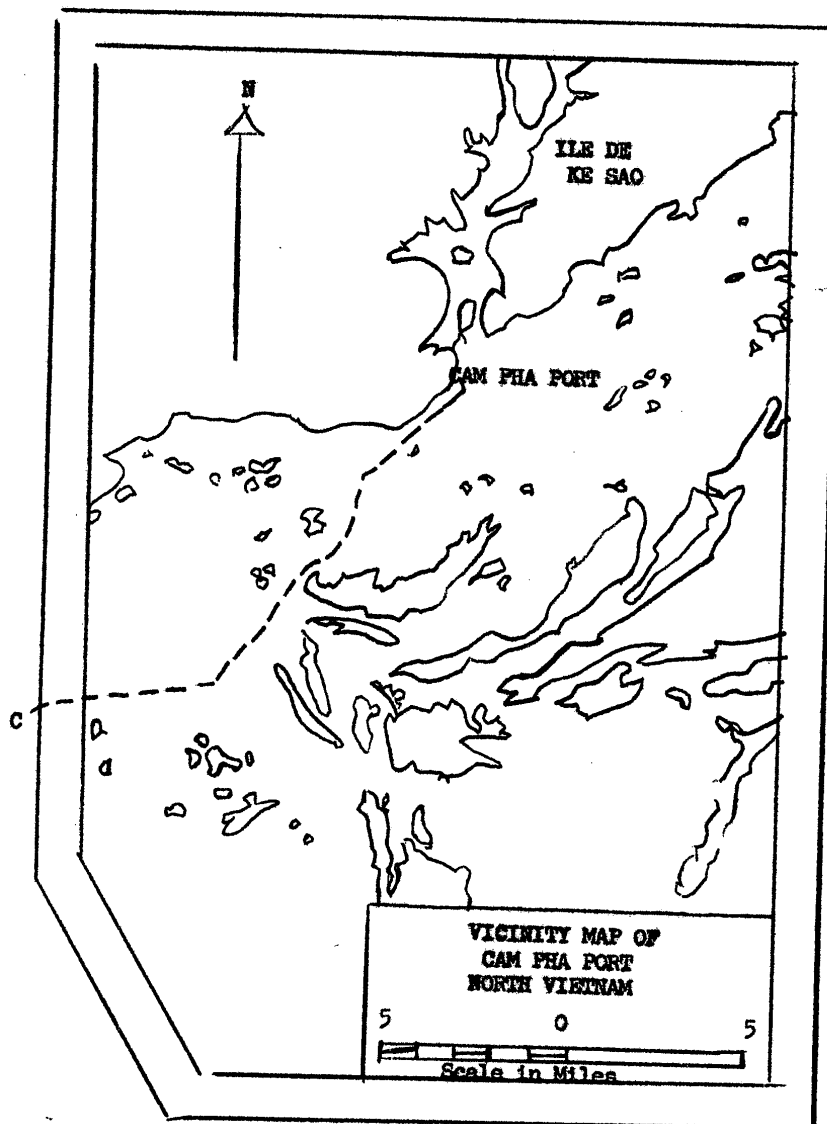 N
ILE DE
KE SAO
CAM PHA PORT
C
VICINITY MAP OF
CAM PHA PORT
NORTH VIETNAM
5 0 5
Scale in Miles